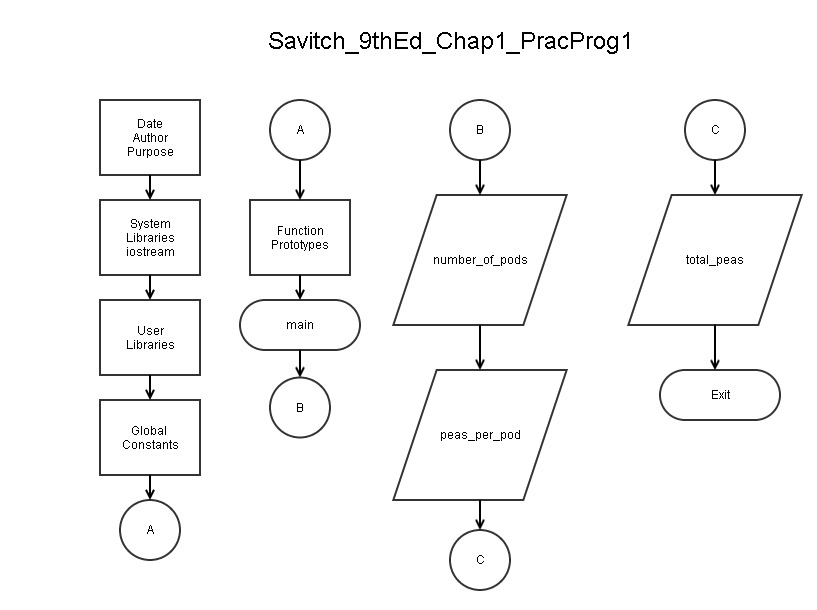 Savitch_9thEd_Chap1_PracProg1
Date
Author
Purpose
System
Libraries
iostream
User
Libraries
Global
Constants
A
A
Function
Prototypes
main
B
B
number_of_pods
peas_per_pod
C
C
total_peas
Exit